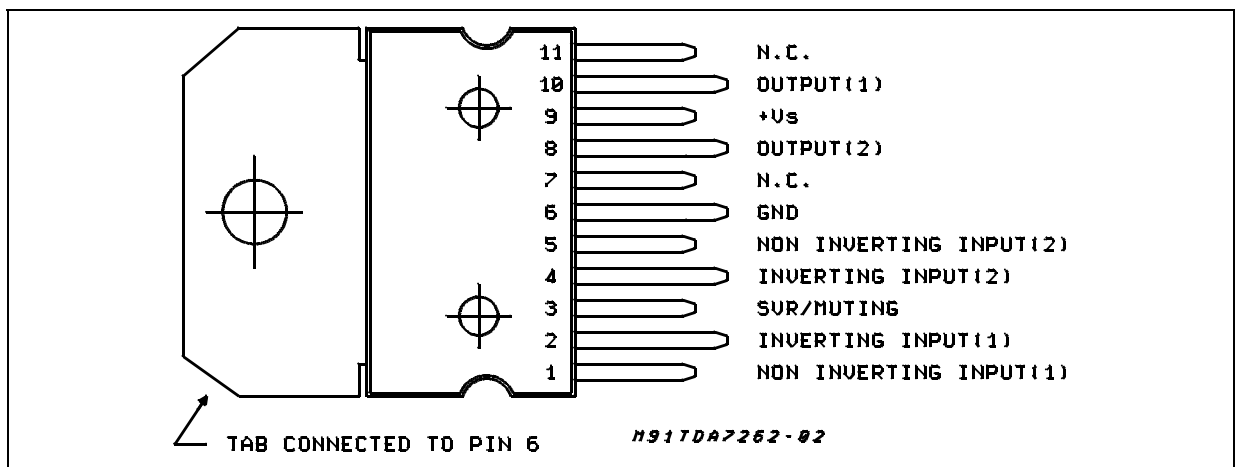 11 N.C.
10 OUTPUT(1)
9 +Vs
8 OUTPUT(2)
7 N.C.
6 GND
5 NON INVERTING INPUT(2)
4 INVERTING INPUT(2)
3 SVR/MUTING
2 INVERTING INPUT(1)
1 NON INVERTING INPUT(1)
TAB CONNECTED TO PIN 6
M91TDA7262-02